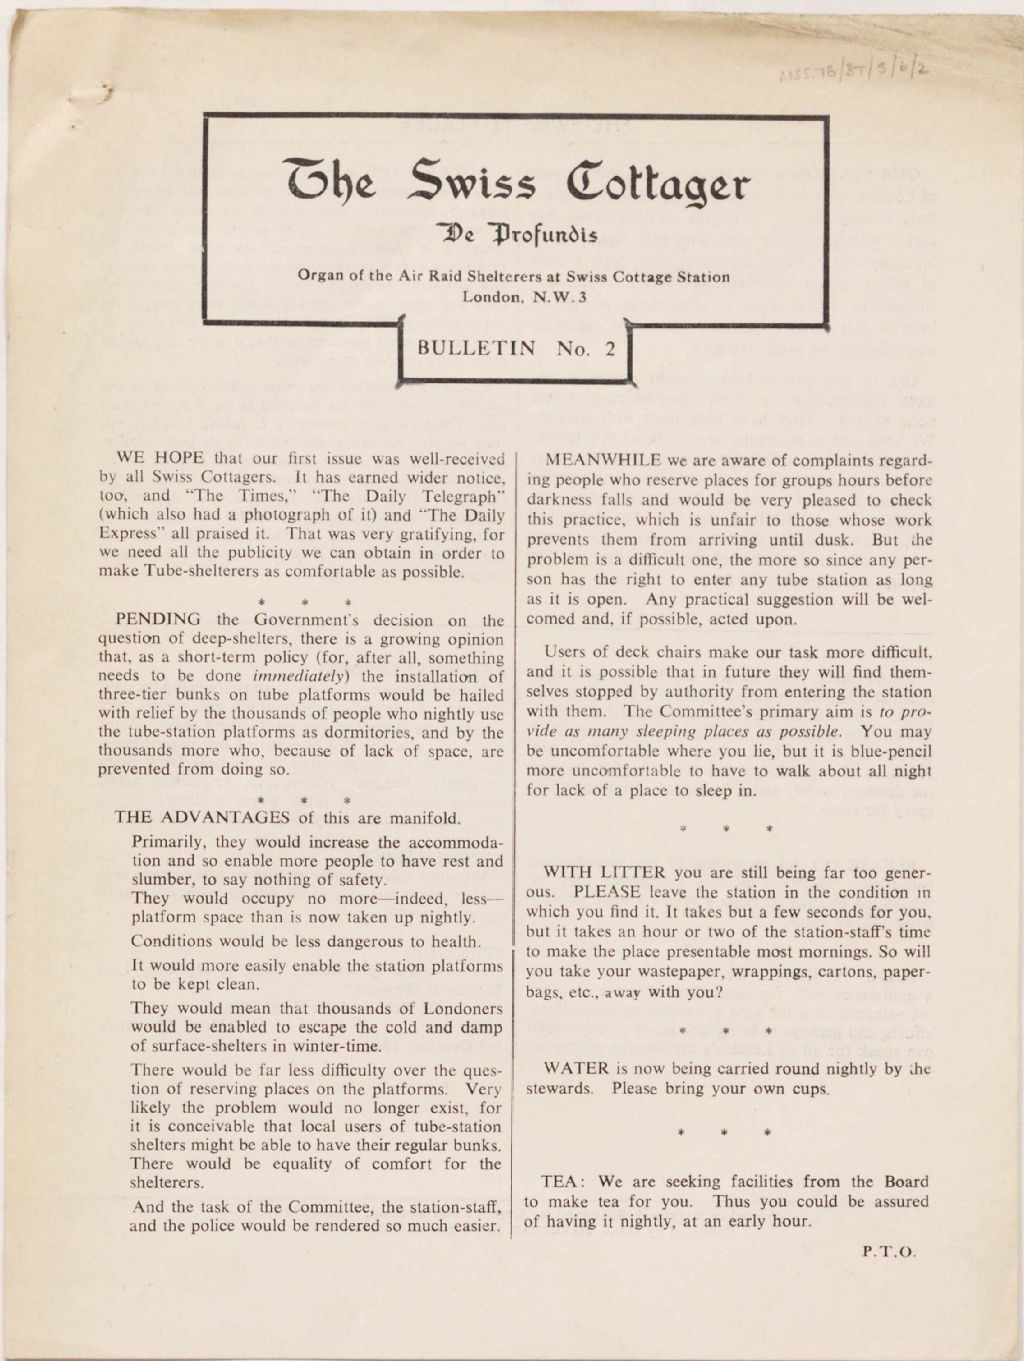 MSS.TB/BT/5/6/2
The Swiss Cottager
De Profundis
Organ of the Air Raid Shelterers at Swiss Cottage Station
London, N.W.3
BULLETIN No. 2
WE HOPE that our first issue was well-received
by all Swiss Cottagers. It has earned wider notice,
too, and “The Times,” “The Daily Telegraph”
(which also had a photograph of it) and “The Daily
Express” all praised it. That was very gratifying, for
we need all the publicity we can obtain in order to
make Tube-shelterers as comfortable as possible.
* * *
PENDING the Government's decision on the
question of deep-shelters, there is a growing opinion
that, as a short-term policy (for, after all, something
needs to be done immediately) the installation of
three-tier bunks on tube platforms would be hailed
with relief by the thousands of people who nightly use
the tube-station platforms as dormitories, and by the
thousands more who, because of lack of space, are
prevented from doing so.
* * *
THE ADVANTAGES of this are manifold.
Primarily, they would increase the accommoda-
tion and so enable more people to have rest and
slumber, to say nothing of safety.
They would occupy no more—indeed, less—
platform space than is now taken up nightly.
Conditions would be less dangerous to health.
It would more easily enable the station platforms
to be kept clean.
They would mean that thousands of Londoners
would be enabled to escape the cold and damp
of surface-shelters in winter-time.
There would be far less difficulty over the ques-
tion of reserving places on the platforms. Very
likely the problem would no longer exist, for
it is conceivable that local users of tube-station
shelters might be able to have their regular bunks.
There would be equality of comfort for the
shelterers.
And the task of the Committee, the station-staff,
and the police would be rendered so much easier.
MEANWHILE we are aware of complaints regard-
ing people who reserve places for groups hours before
darkness falls and would be very pleased to check
this practice, which is unfair to those whose work
prevents them from arriving until dusk. But the
problem is a difficult one, the more so since any per-
son has the right to enter any tube station as long
as it is open. Any practical suggestion will be wel-
comed and, if possible, acted upon.
Users of deck chairs make our task more difficult,
and it is possible that in future they will find them-
selves stopped by authority from entering the station
with them. The Committee's primary aim is to pro-
vide as many sleeping places as possible. You may
be uncomfortable where you lie, but it is blue-pencil
more uncomfortable to have to walk about all night
for lack of a place to sleep in.
* * *
WITH LITTER you are still being far too gener-
ous. PLEASE leave the station in the condition in
which you find it. It takes but a few seconds for you,
but it takes an hour or two of the station-staff's time
to make the place presentable most mornings. So will
you take your wastepaper, wrappings, cartons, paper-
bags, etc., away with you?
* * *
WATER is now being carried round nightly by the
stewards. Please bring your own cups.
* * *
TEA: We are seeking facilities from the Board
to make tea for you. Thus you could be assured
of having it nightly, at an early hour.
P.T.O.